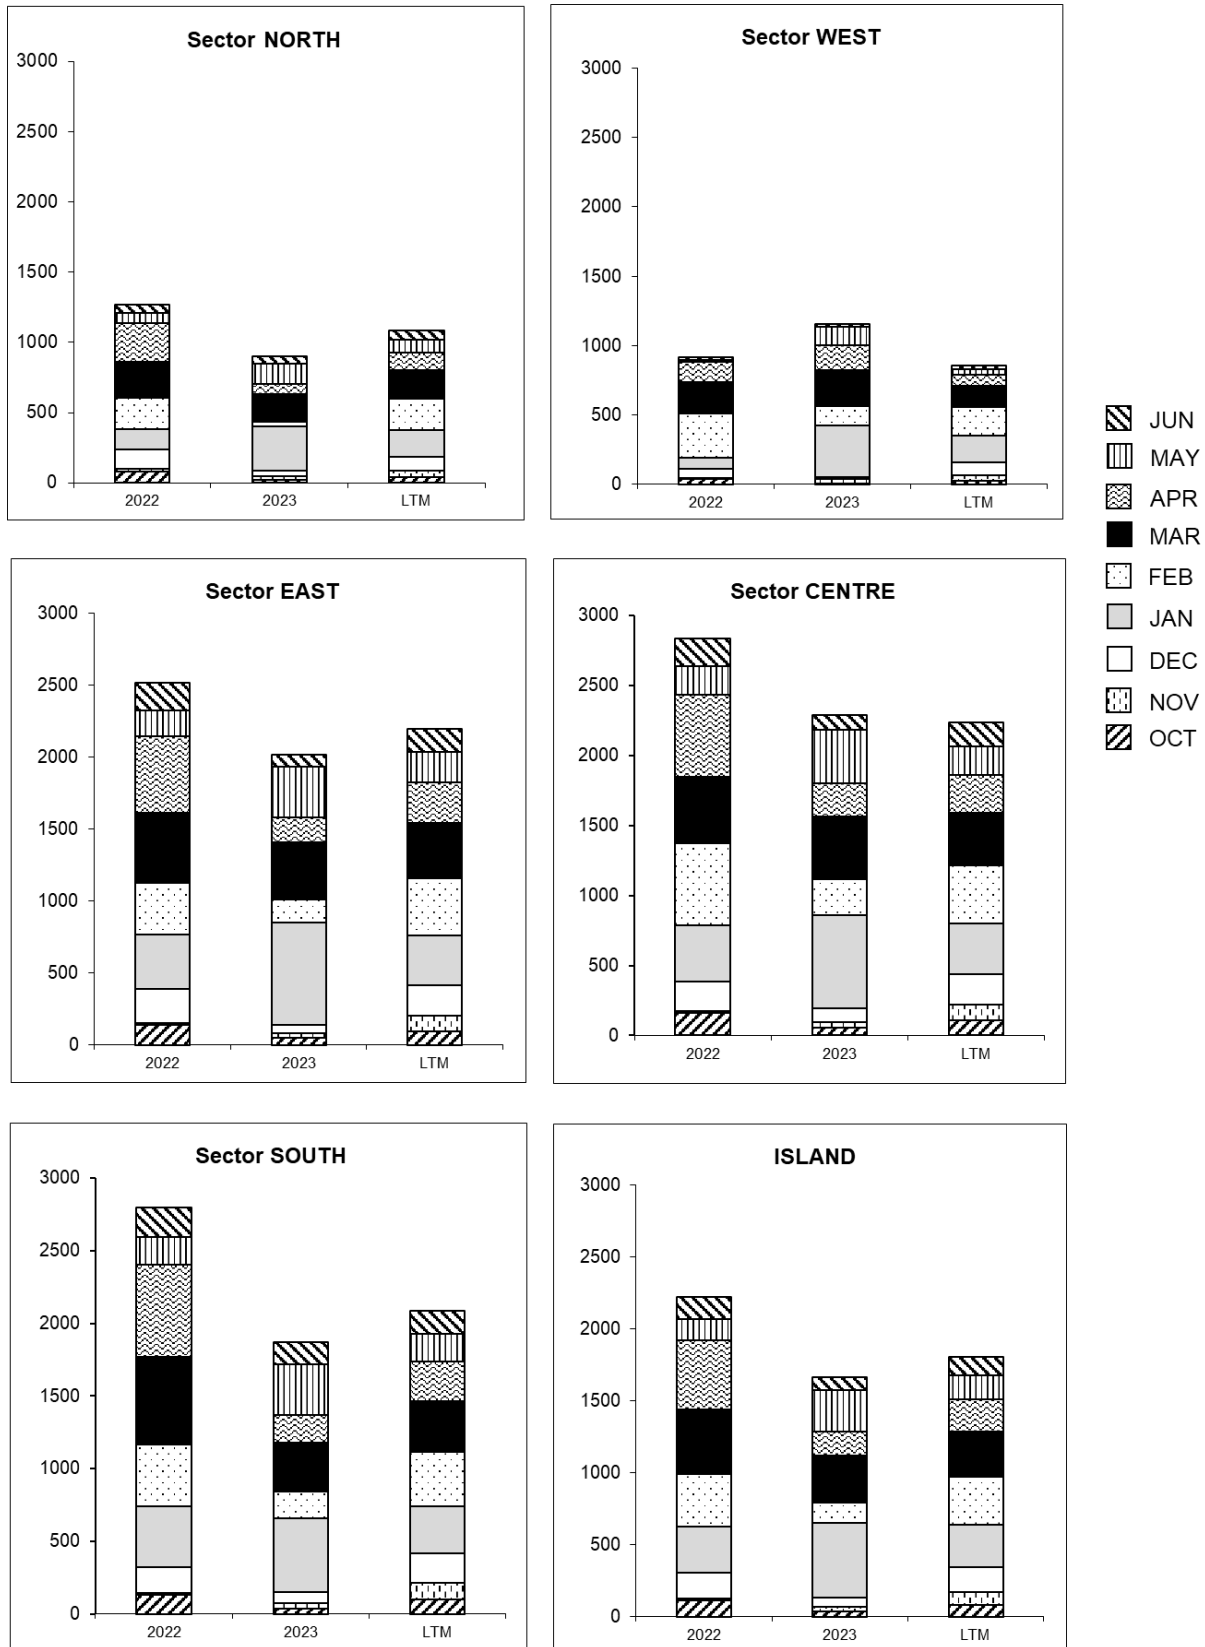 Sector NORTH
3000
2500
2000
1500
1000
500
0
2022 2023 LTM
Sector WEST
3000
2500
2000
1500
1000
500
0
2022 2023 LTM
JUN
MAY
APR
MAR
FEB
JAN
DEC
NOV
OCT
Sector EAST
3000
2500
2000
1500
1000
500
0
2022 2023 LTM
Sector CENTRE
3000
2500
2000
1500
1000
500
0
2022 2023 LTM
Sector SOUTH
3000
2500
2000
1500
1000
500
0
2022 2023 LTM
ISLAND
3000
2500
2000
1500
1000
500
0
2022 2023 LTM